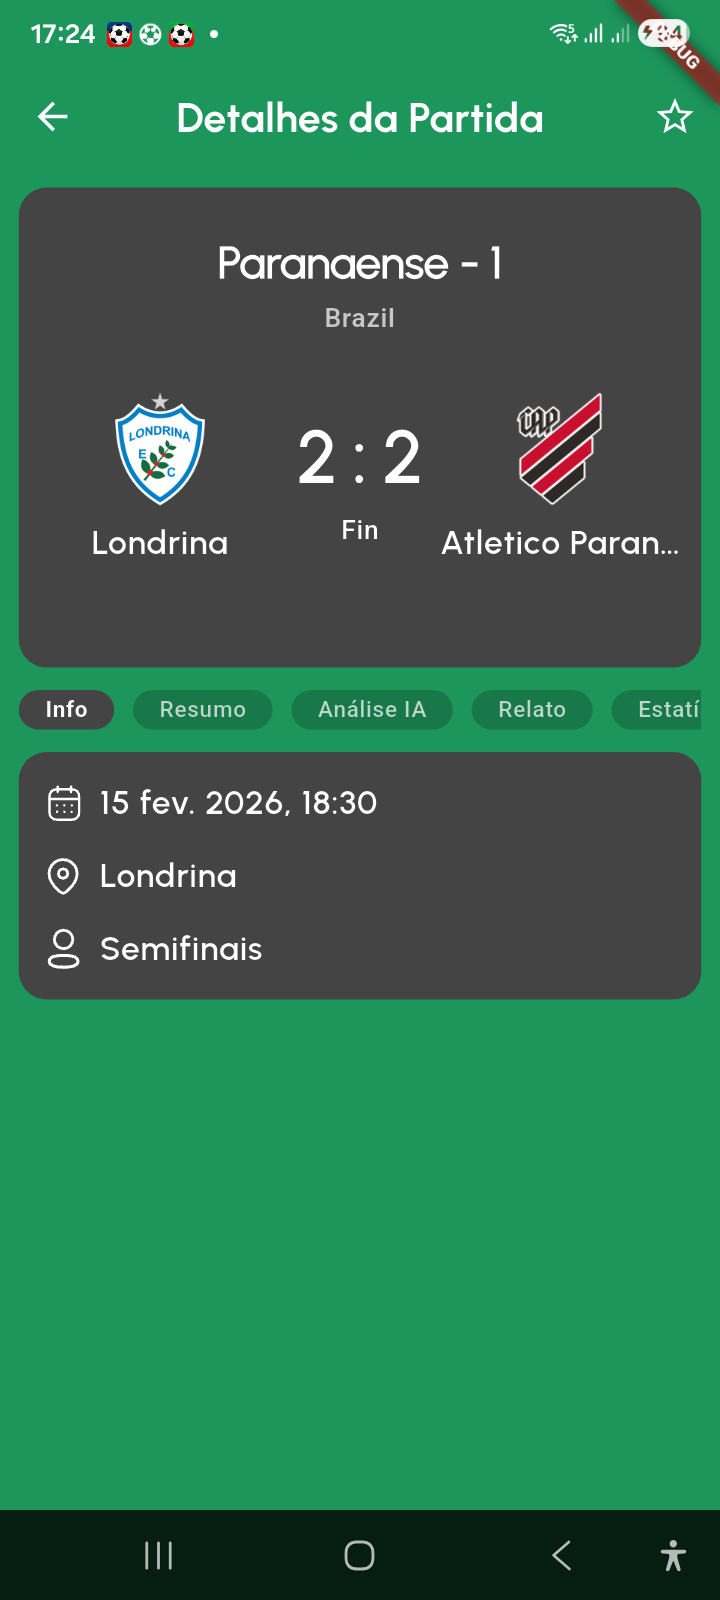 17:24
Detalhes da Partida
Paranaense - 1
Brazil
LONDRINA
E
C
CAP
2 : 2
Londrina
Fin
Atletico Paran...
Info
Resumo
Análise IA
Relato
Estatí
15 fev. 2026, 18:30
Londrina
Semifinais